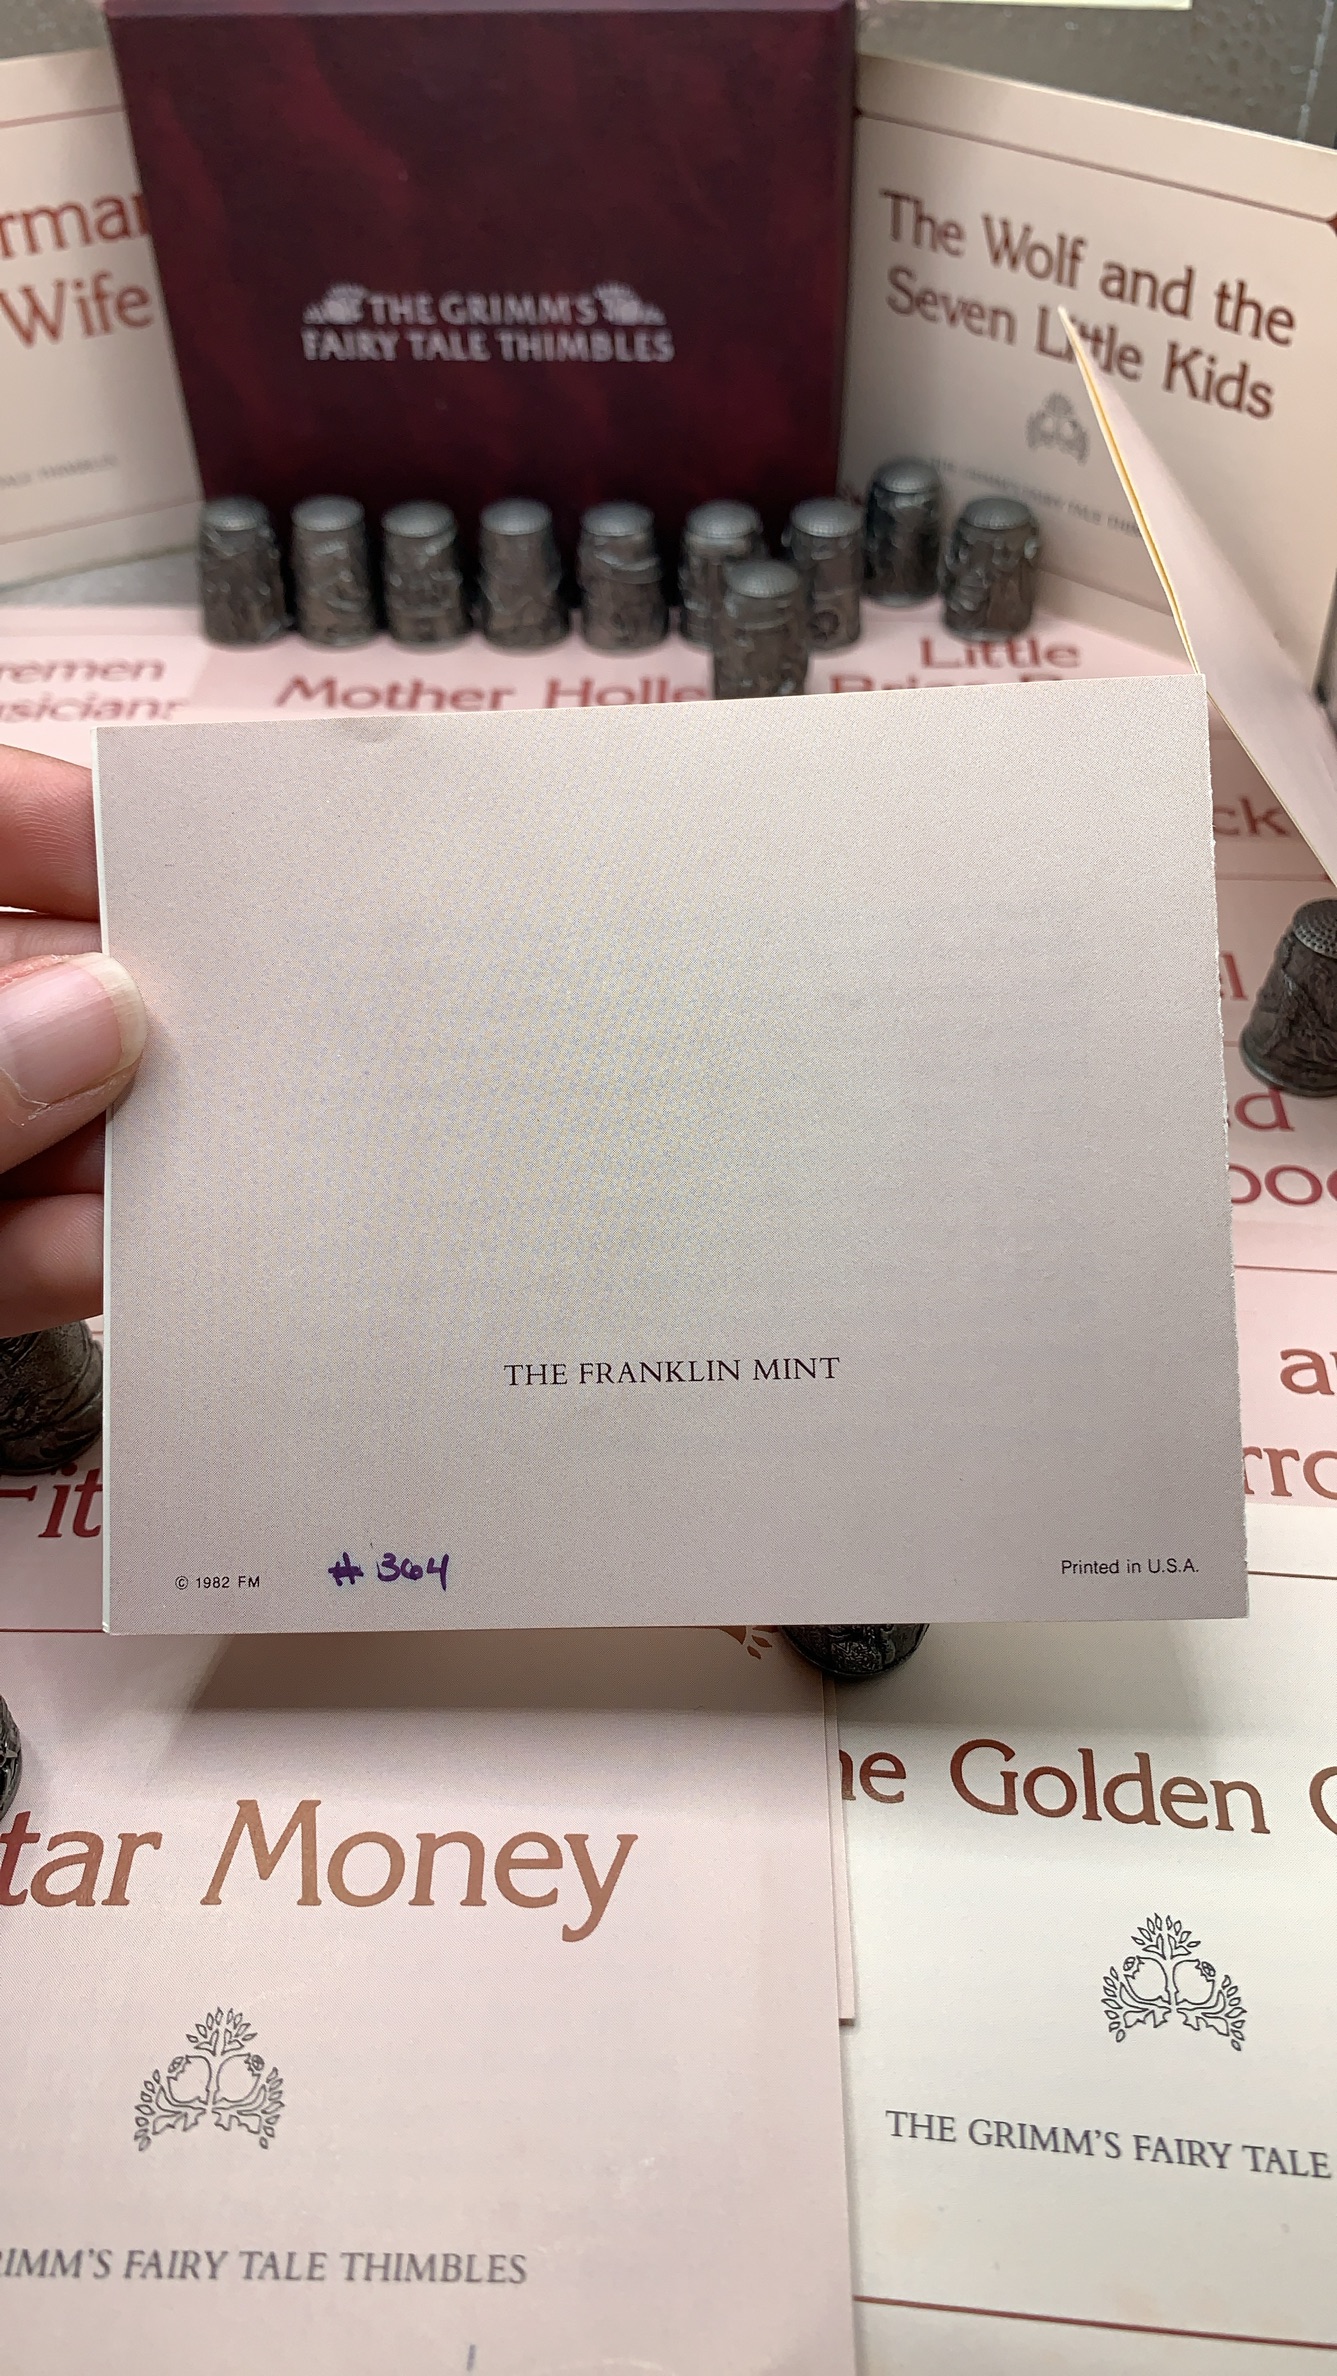 THE GRIMM'S
FAIRY TALE THIMBLES
Wife
The Wolf and the
Seven Little Kids
Mother Holle
Little
THE FRANKLIN MINT
© 1982 FM
# 364
Printed in U.S.A.
Money
Golden
THE GRIMM'S FAIRY TALE
FAIRY TALE THIMBLES